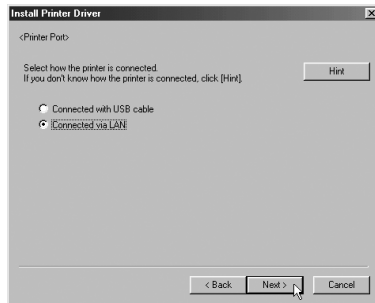 Install Printer Driver
<Printer Port>
Select how the printer is connected.
If you don't know how the printer is connected, click [Hint].
Hint
Connected with USB cable
Connected via LAN
< Back Next > Cancel